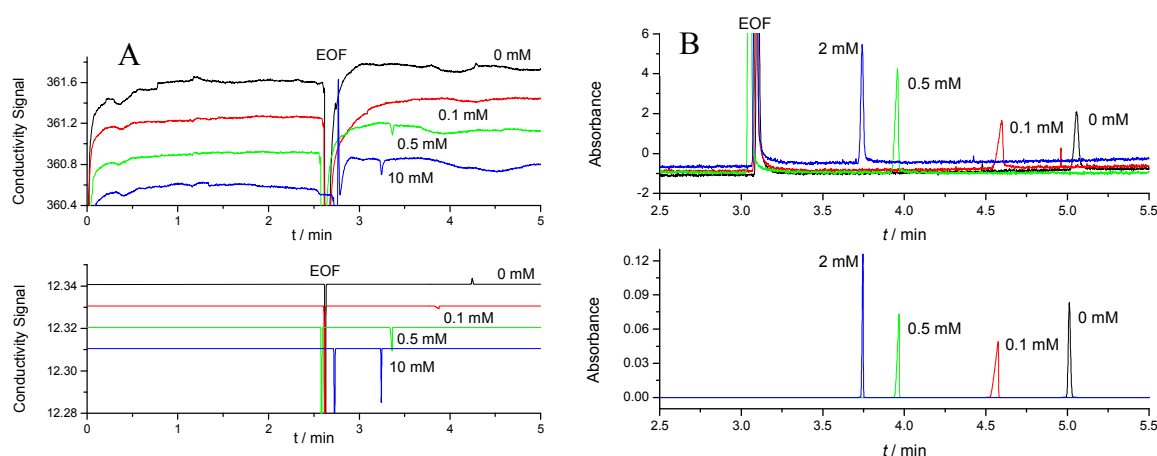 A
EOF
0 mM
0.1 mM
0.5 mM
10 mM
Conductivity Signal
361.6
361.2
360.8
360.4
0 1 2 3 4 5
t / min
EOF
0 mM
0.1 mM
0.5 mM
10 mM
Conductivity Signal
12.34
12.32
12.30
12.28
0 1 2 3 4 5
t / min
B
EOF
2 mM
0.5 mM
0.1 mM
0 mM
Absorbance
6
4
2
0
-2
2.5 3.0 3.5 4.0 4.5 5.0 5.5
t / min
2 mM
0.5 mM
0.1 mM
0 mM
Absorbance
0.12
0.09
0.06
0.03
0.00
2.5 3.0 3.5 4.0 4.5 5.0 5.5
t / min